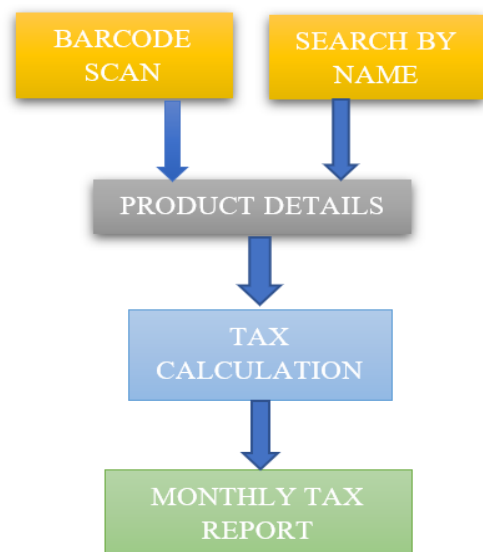 BARCODE
SCAN
SEARCH BY
NAME
PRODUCT DETAILS
TAX
CALCULATION
MONTHLY TAX
REPORT